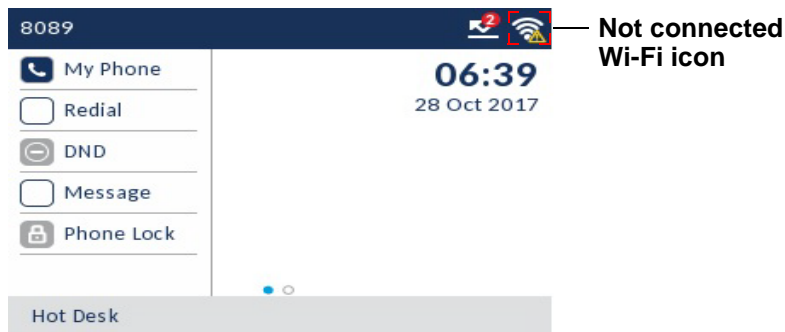 8089
2
Not connected
Wi-Fi icon
My Phone
06:39
Redial
28 Oct 2017
DND
Message
Phone Lock
Hot Desk